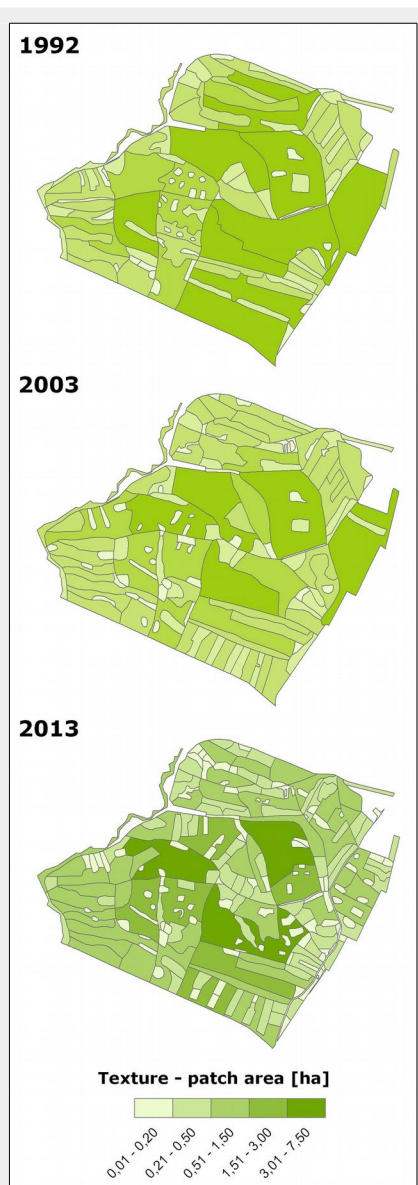 1992
2003
2013
Texture - patch area [ha]
0,01 - 0,20
0,21 - 0,50
0,51 - 1,50
1,51 - 3,00
3,01 - 7,50